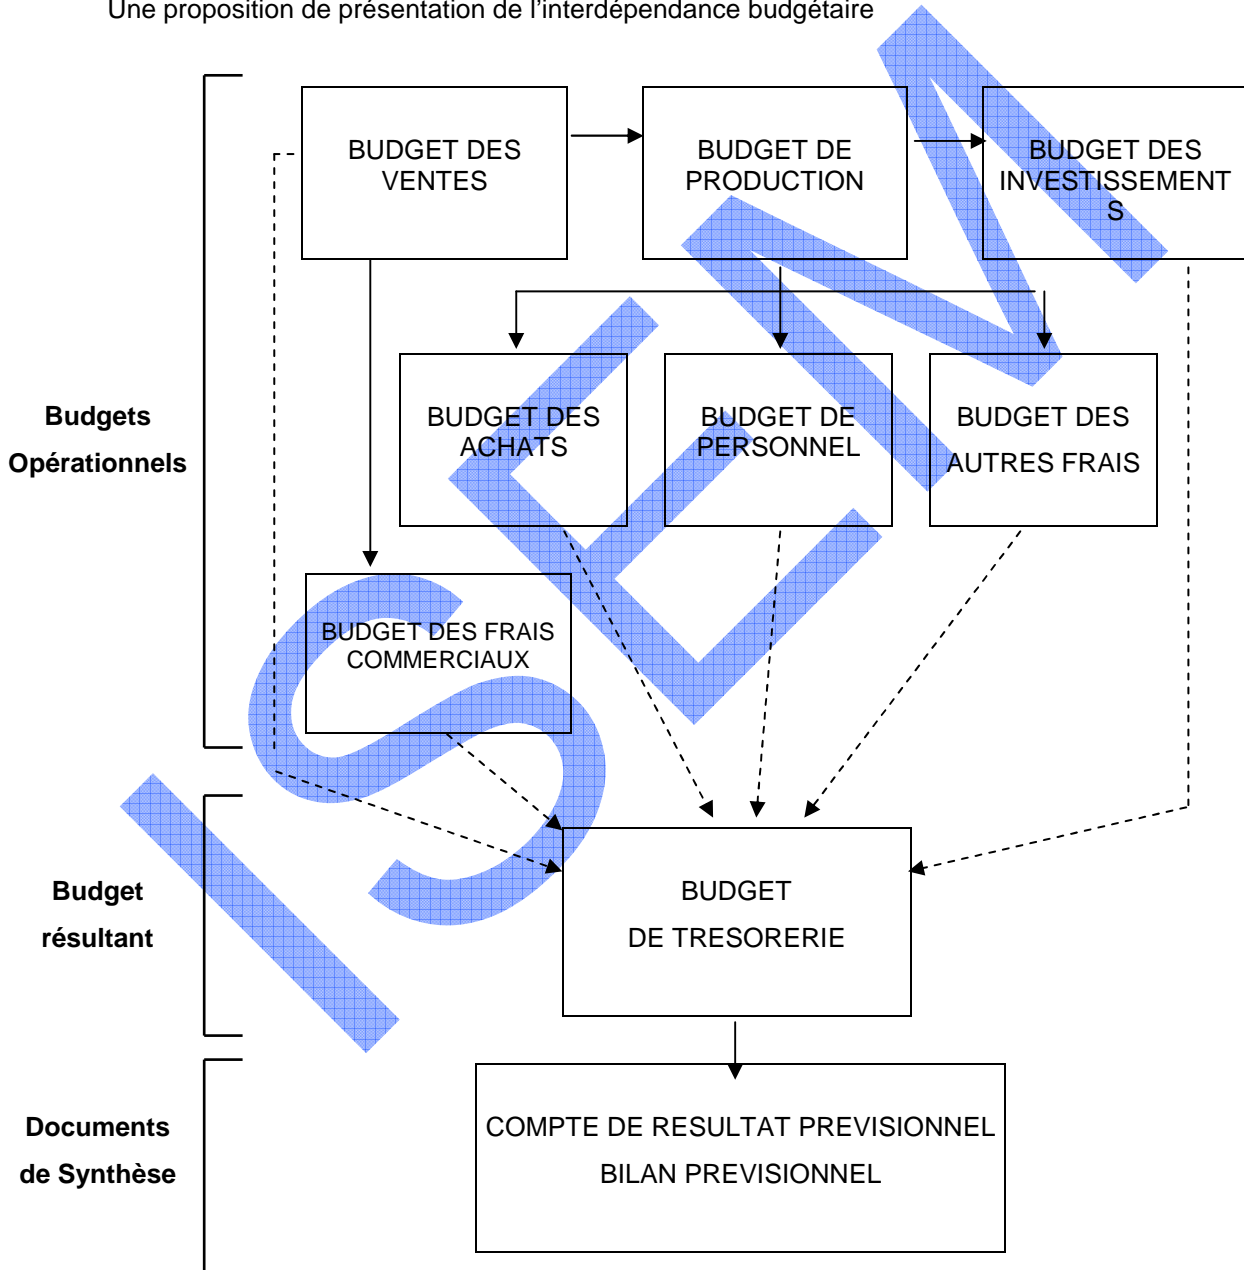 Une proposition de présentation de l'interdépendance budgétaire
BUDGET DES
VENTES
BUDGET DE
PRODUCTION
BUDGET DES
INVESTISSEMENT
S
Budgets
Opérationnels
BUDGET DES
ACHATS
BUDGET DE
PERSONNEL
BUDGET DES
AUTRES FRAIS
BUDGET DES FRAIS
COMMERCIAUX
Budget
résultant
BUDGET
DE TRESORERIE
Documents
de Synthèse
COMPTE DE RESULTAT PREVISIONNEL
BILAN PREVISIONNEL
ISEM